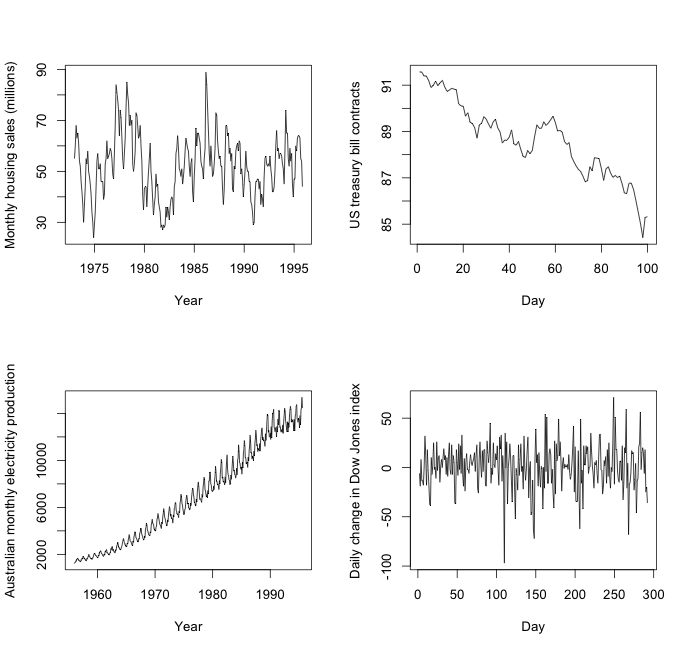 Monthly housing sales (millions)
90
70
50
30
1975 1980 1985 1990 1995
Year
US treasury bill contracts
91
89
87
85
0 20 40 60 80 100
Day
Australian monthly electricity production
10000
6000
2000
1960 1970 1980 1990
Year
Daily change in Dow Jones index
50
0
-50
-100
0 50 100 150 200 250 300
Day